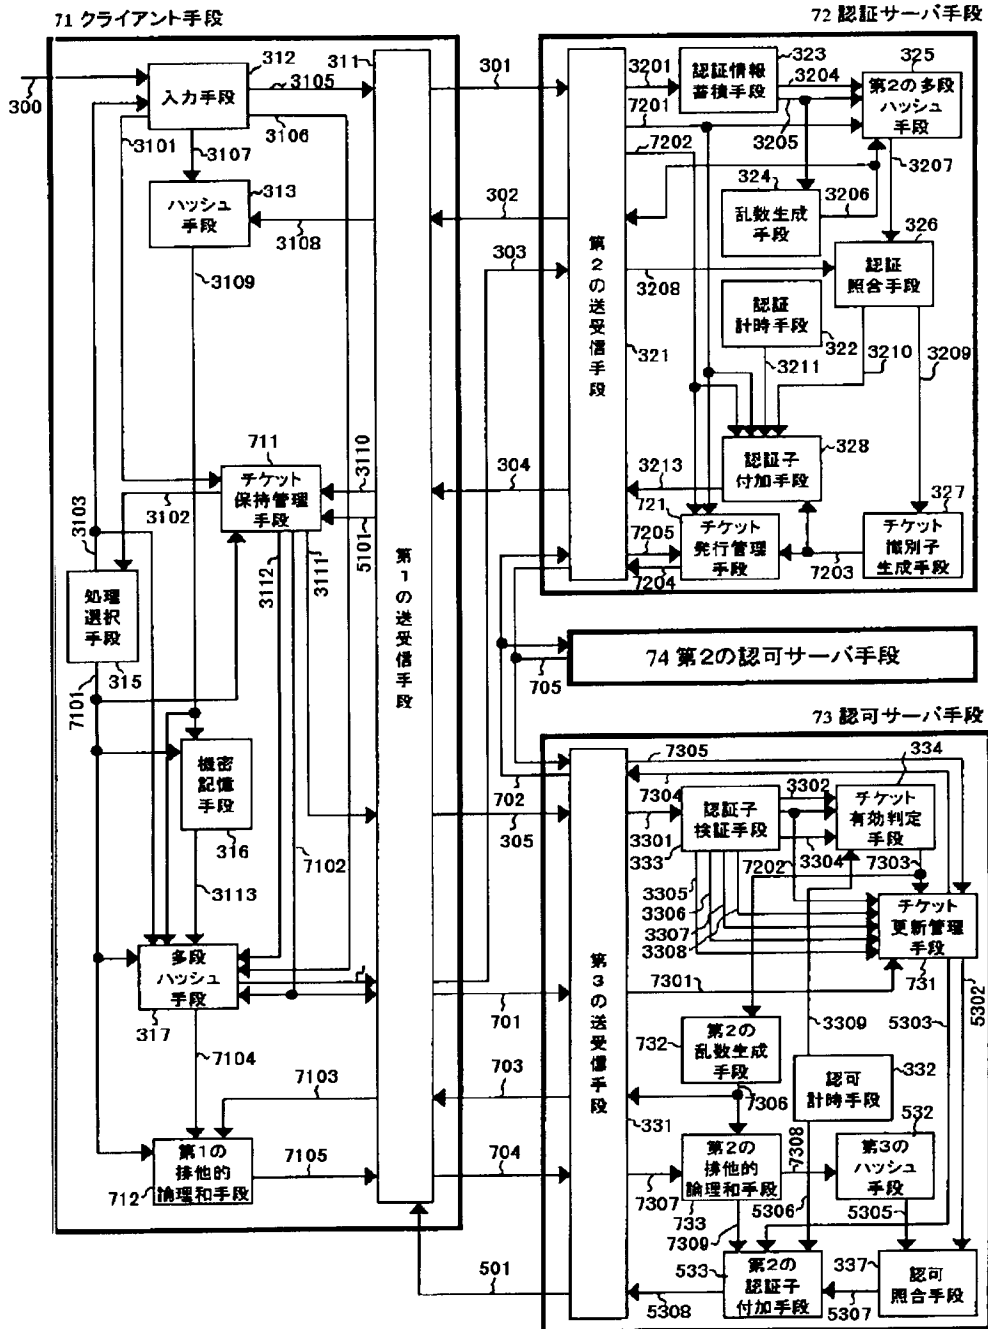 71 クライアント手段
300
312
入力手段
3105
3101
3107
3106
313
ハッシュ
手段
3108
3109
311
第1の送受信手段
711
チケット
保持管理
手段
3110
5101
3103
3102
3112
3111
処理
選択
手段
315
7101
機密
記憶
手段
316
3113
7102
多段
ハッシュ
手段
317
7104
7103
第1の
排他的
論理和手段
712
7105
301
302
303
304
305
702
701
703
704
501
705
72 認証サーバ手段
第2の送受信手段
321
3201
7201
7202
323
認証情報
蓄積手段
3204
3205
325
第2の多段
ハッシュ
手段
3207
324
乱数生成
手段
3206
326
認証
照合手段
3208
認証
計時手段
322
3211
3210
3209
328
認証子
付加手段
3213
721
チケット
発行管理
手段
7205
7204
7203
327
チケット
識別子
生成手段
74 第2の認可サーバ手段
73 認可サーバ手段
第3の送受信手段
331
7305
7304
3301
認証子
検証手段
333
3302
3304
334
チケット
有効判定
手段
7202
7303
3305
3306
3307
3308
チケット
更新管理
手段
731
7301
5302
5303
3309
732
第2の
乱数生成
手段
7306
認可
計時手段
332
7307
第2の
排他的
論理和手段
733
7308
7309
532
第3の
ハッシュ
手段
5306
5305
533
第2の
認証子
付加手段
5308
337
認可
照合手段
5307